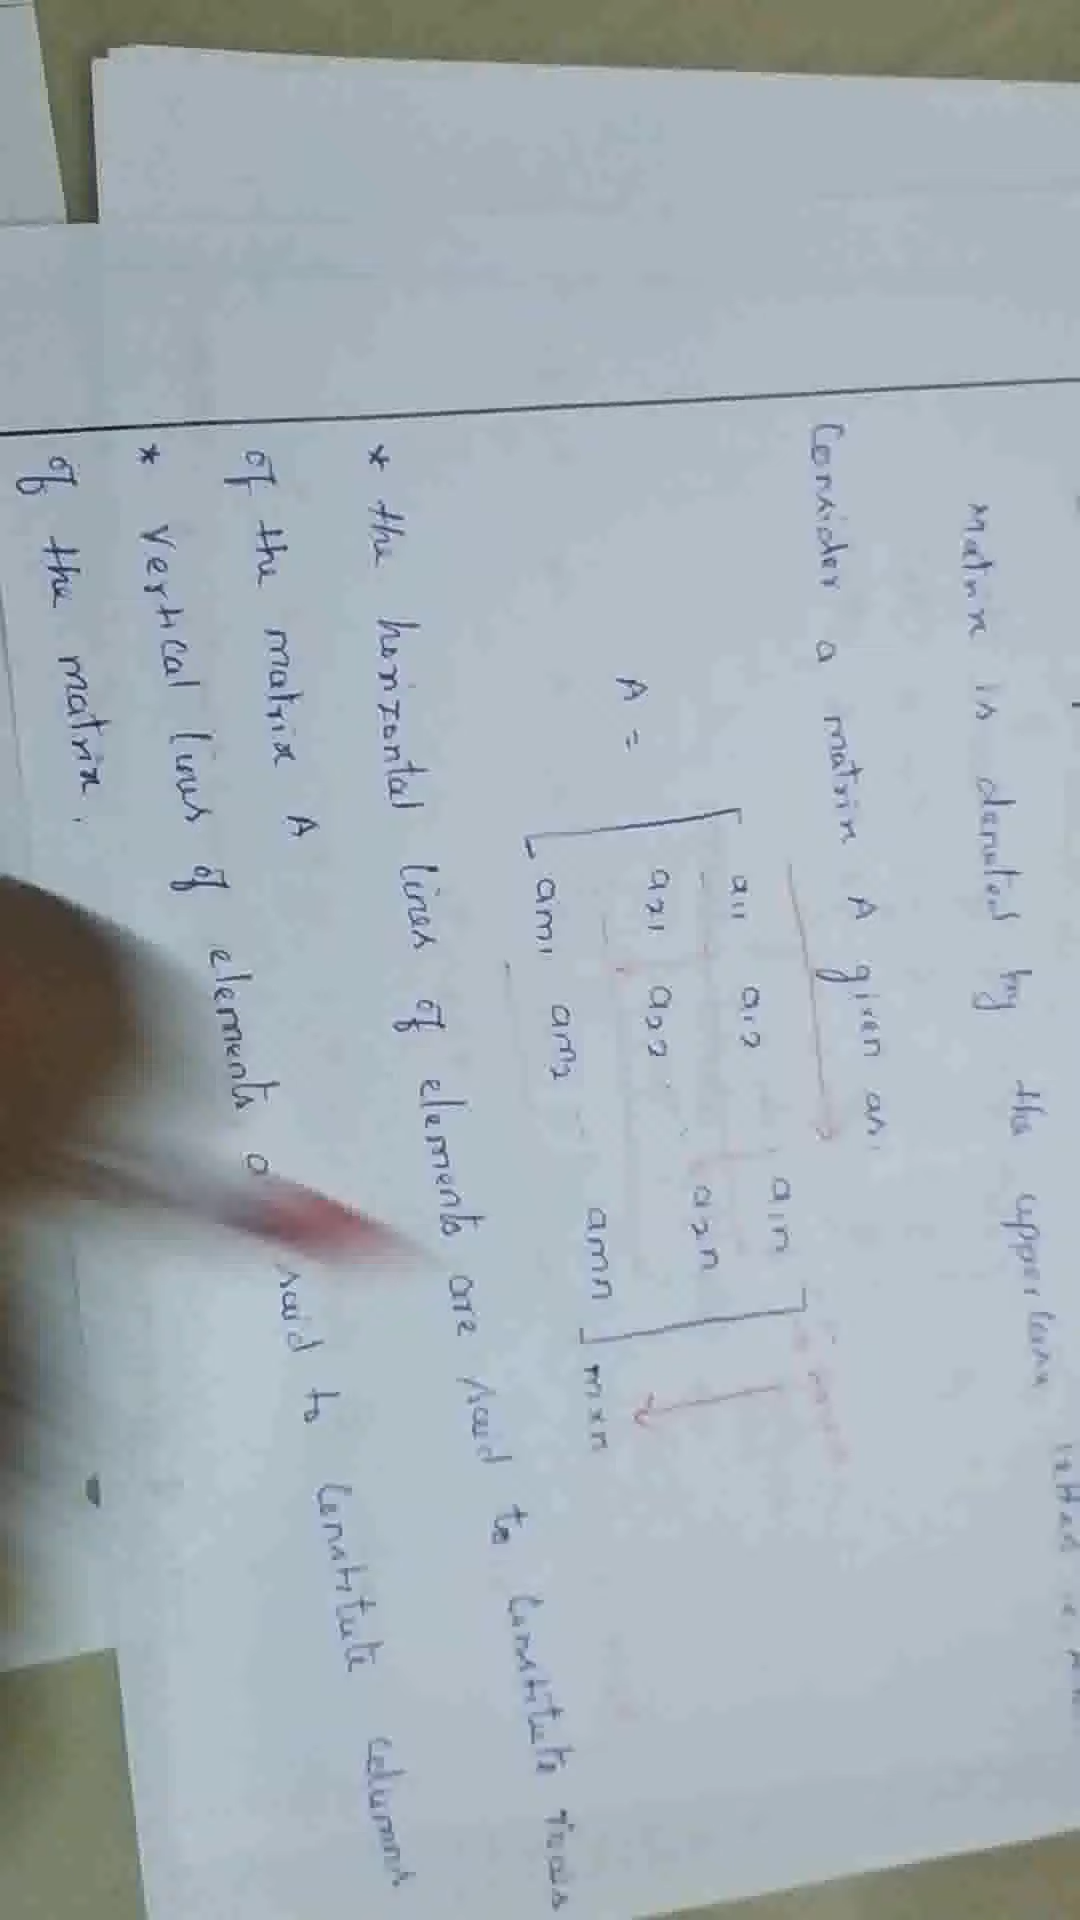 Matrix is denoted by the upper
Consider a matrix A given as,
A =
a11 a12 a1n
a21 a22 a2n
am1 am2 amn
mxn
* the horizontal lines of elements are said to constitute rows
of the matrix A
* Vertical lines of elements said to constitute columns
of the matrix.